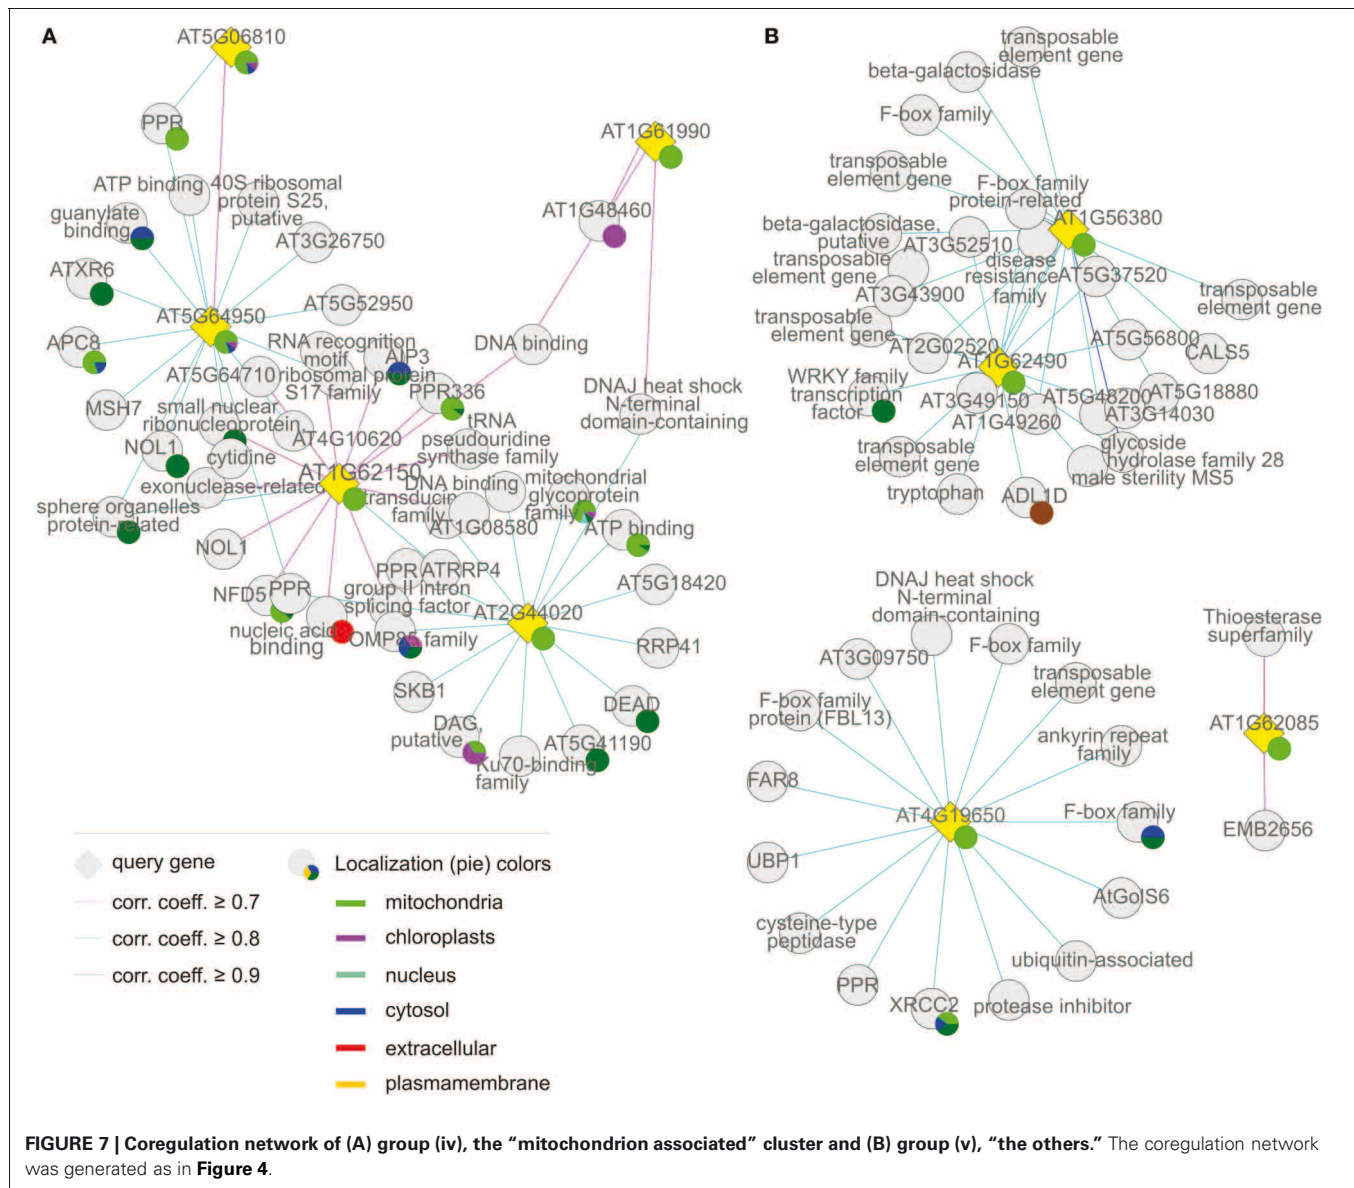 A
AT5G06810
PPR
ATP binding
40S ribosomal
protein S25,
putative
guanylate
binding
AT3G26750
ATXR6
AT5G64950
AT5G52950
APC8
RNA recognition
motif
AIP3
AT5G64710
ribosomal protein
S17 family
PPR336
MSH7
small nuclear
ribonucleoprotein,
AT4G10620
tRNA
pseudouridine
synthase family
NOL1
cytidine
exonuclease-related
AT1G62150
transducin
family
DNA binding
AT1G08580
mitochondrial
glycoprotein
family
ATP binding
sphere organelles
protein-related
NOL1
AT1G61990
AT1G48460
DNA binding
DNAJ heat shock
N-terminal
domain-containing
NFD5
PPR
PPR
ATRRP4
group II intron
splicing factor
AT2G44020
AT5G18420
nucleic acid
binding
OMP85 family
RRP41
SKB1
DAG,
putative
DEAD
AT5G41190
Ku70-binding
family
query gene
corr. coeff. ≥ 0.7
corr. coeff. ≥ 0.8
corr. coeff. ≥ 0.9
Localization (pie) colors
mitochondria
chloroplasts
nucleus
cytosol
extracellular
plasmamembrane
B
transposable
element gene
beta-galactosidase
F-box family
transposable
element gene
F-box family
protein-related
AT1G56380
beta-galactosidase,
putative
AT3G52510
transposable
element gene
disease
resistance
family
AT5G37520
AT3G43900
transposable
element gene
transposable
element gene
AT2G02520
AT1G62490
AT5G56800
CALS5
WRKY family
transcription
factor
AT3G49150
AT1G49260
AT5G48200
AT5G18880
AT3G14030
transposable
element gene
glycoside
hydrolase family 28
male sterility MS5
tryptophan
ADL1D
DNAJ heat shock
N-terminal
domain-containing
AT3G09750
F-box family
transposable
element gene
F-box family
protein (FBL13)
ankyrin repeat
family
FAR8
AT4G19650
F-box family
UBP1
AtGolS6
cysteine-type
peptidase
ubiquitin-associated
PPR
XRCC2
protease inhibitor
Thioesterase
superfamily
AT1G62085
EMB2656
FIGURE 7 | Coregulation network of (A) group (iv), the “mitochondrion associated” cluster and (B) group (v), “the others.” The coregulation network
was generated as in Figure 4.